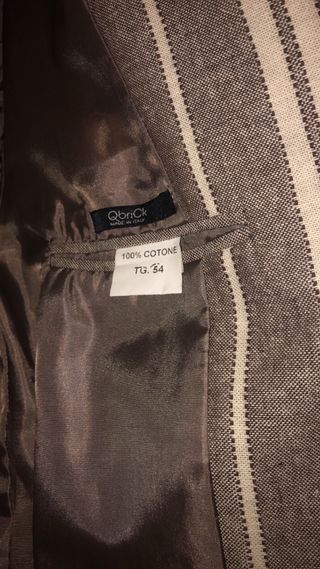 QbriCk
MADE IN ITALY
100% COTONE
TG. 54